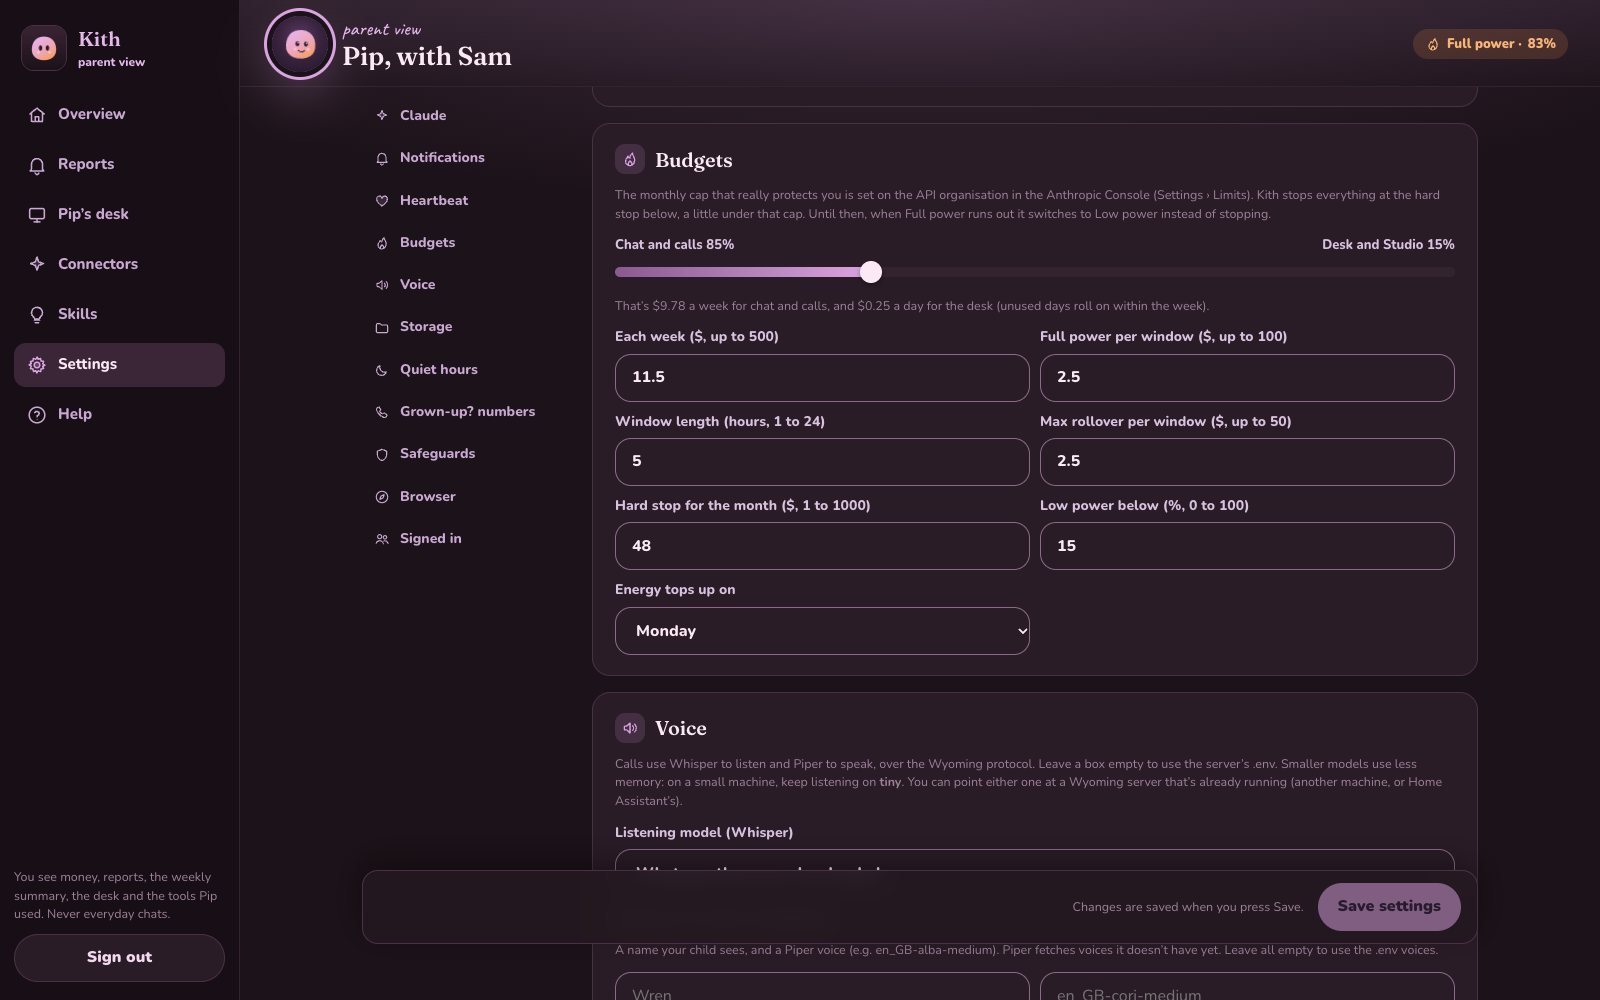 Kith
parent view
Overview
Reports
Pip's desk
Connectors
Skills
Settings
Help
You see money, reports, the weekly
summary, the desk and the tools Pip
used. Never everyday chats.
Sign out
parent view
Pip, with Sam
Full power · 83%
Claude
Notifications
Heartbeat
Budgets
Voice
Storage
Quiet hours
Grown-up? numbers
Safeguards
Browser
Signed in
Budgets
The monthly cap that really protects you is set on the API organisation in the Anthropic Console (Settings › Limits). Kith stops everything at the hard
stop below, a little under that cap. Until then, when Full power runs out it switches to Low power instead of stopping.
Chat and calls 85%
Desk and Studio 15%
That's $9.78 a week for chat and calls, and $0.25 a day for the desk (unused days roll on within the week).
Each week ($, up to 500)
Full power per window ($, up to 100)
11.5
2.5
Window length (hours, 1 to 24)
Max rollover per window ($, up to 50)
5
2.5
Hard stop for the month ($, 1 to 1000)
Low power below (%, 0 to 100)
48
15
Energy tops up on
Monday
Voice
Calls use Whisper to listen and Piper to speak, over the Wyoming protocol. Leave a box empty to use the server's .env. Smaller models use less
memory: on a small machine, keep listening on tiny. You can point either one at a Wyoming server that's already running (another machine, or Home
Assistant's).
Listening model (Whisper)
Changes are saved when you press Save.
Save settings
A name your child sees, and a Piper voice (e.g. en_GB-alba-medium). Piper fetches voices it doesn't have yet. Leave all empty to use the .env voices.
Wren
en_GB-cori-medium